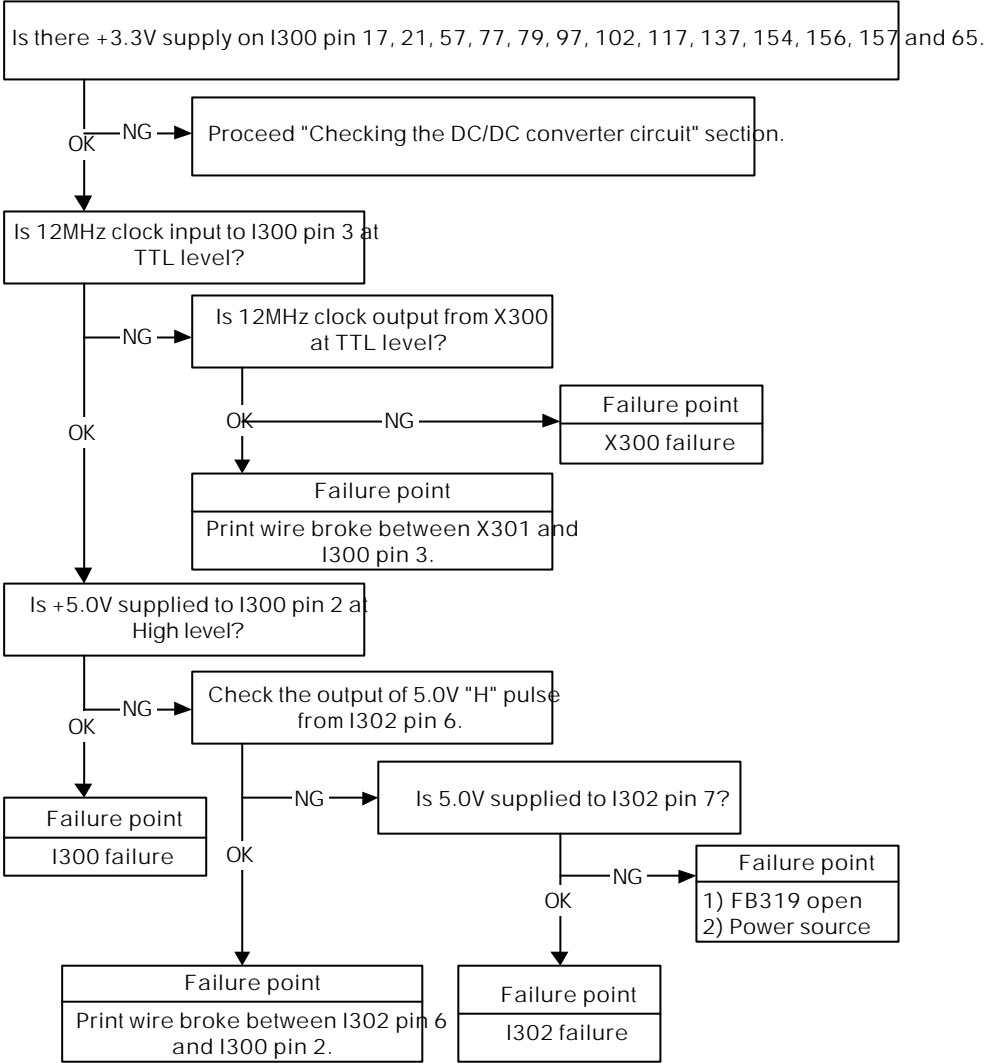 Is there +3.3V supply on I300 pin 17, 21, 57, 77, 79, 97, 102, 117, 137, 154, 156, 157 and 65.
NG
OK
Proceed "Checking the DC/DC converter circuit" section.
Is 12MHz clock input to I300 pin 3 at
TTL level?
NG
Is 12MHz clock output from X300
at TTL level?
OK
OK
NG
Failure point
X300 failure
Failure point
Print wire broke between X301 and
I300 pin 3.
Is +5.0V supplied to I300 pin 2 at
High level?
NG
OK
Check the output of 5.0V "H" pulse
from I302 pin 6.
Failure point
I300 failure
NG
OK
Is 5.0V supplied to I302 pin 7?
NG
OK
Failure point
1) FB319 open
2) Power source
Failure point
Print wire broke between I302 pin 6
and I300 pin 2.
Failure point
I302 failure